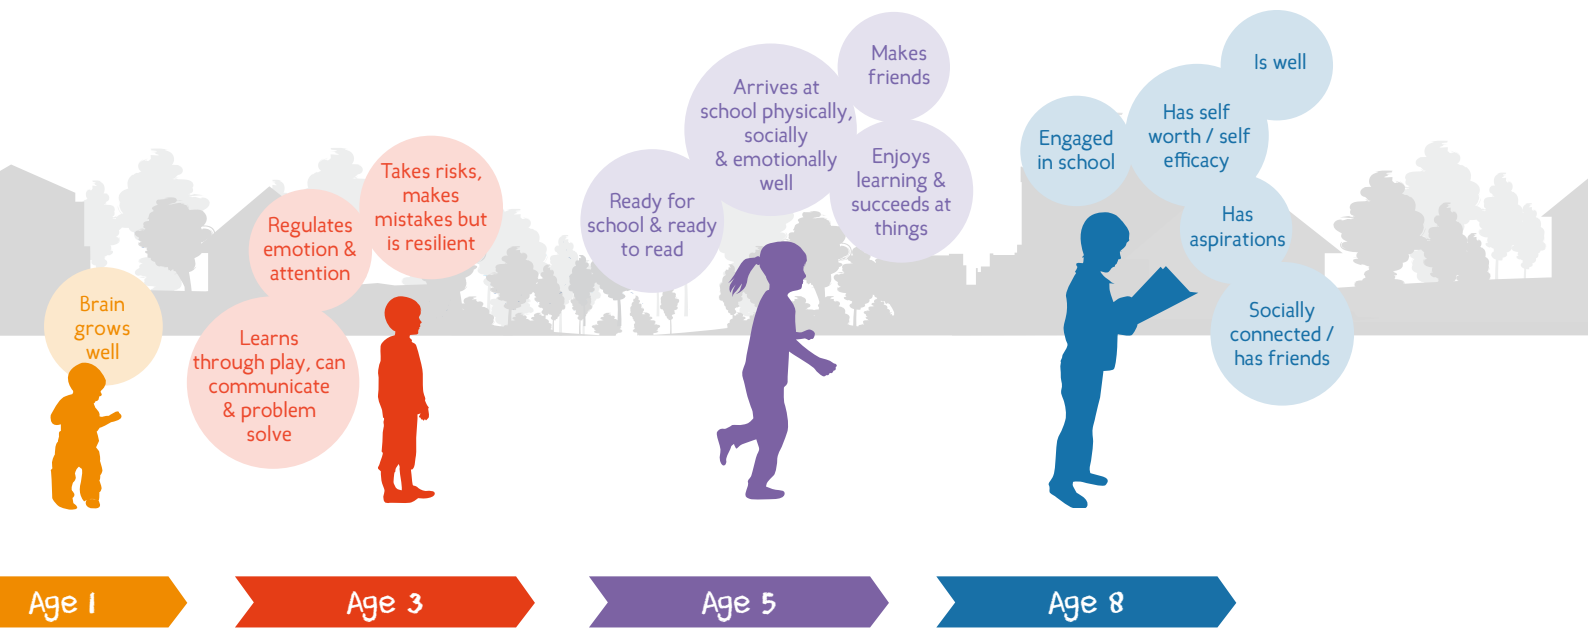 Brain
grows
well
Regulates
emotion &
attention
Takes risks,
makes
mistakes but
is resilient
Learns
through play, can
communicate
& problem
solve
Ready for
school & ready
to read
Arrives at
school physically,
socially
& emotionally
well
Makes
friends
Enjoys
learning &
succeeds at
things
Engaged
in school
Has self
worth / self
efficacy
Is well
Has
aspirations
Socially
connected /
has friends
Age 1
Age 3
Age 5
Age 8